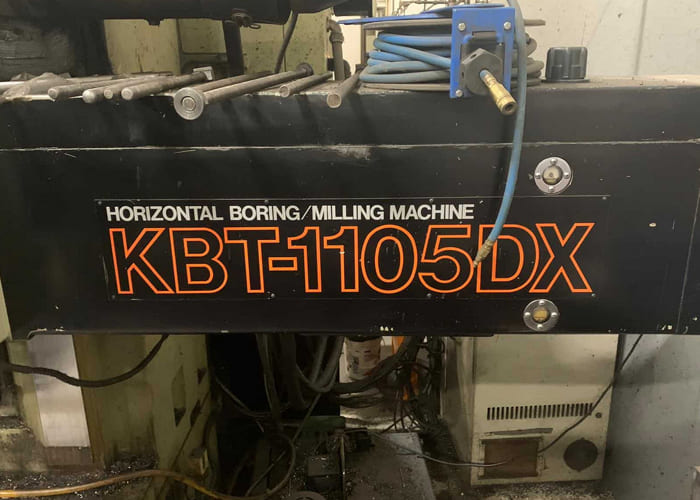 HORIZONTAL BORING/MILLING MACHINE
KBT-1105DX